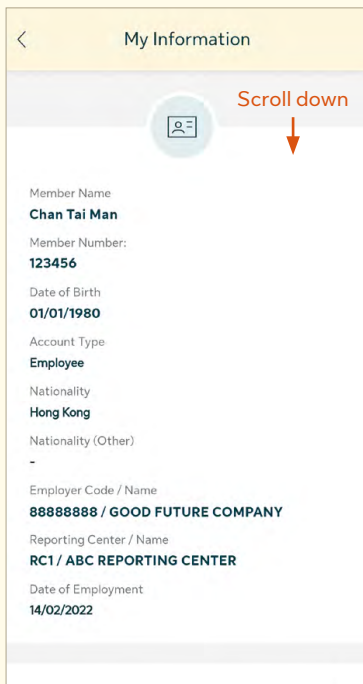 My Information
Scroll down
Member Name
Chan Tai Man
Member Number:
123456
Date of Birth
01/01/1980
Account Type
Employee
Nationality
Hong Kong
Nationality (Other)
-
Employer Code / Name
88888888 / GOOD FUTURE COMPANY
Reporting Center / Name
RC1 / ABC REPORTING CENTER
Date of Employment
14/02/2022